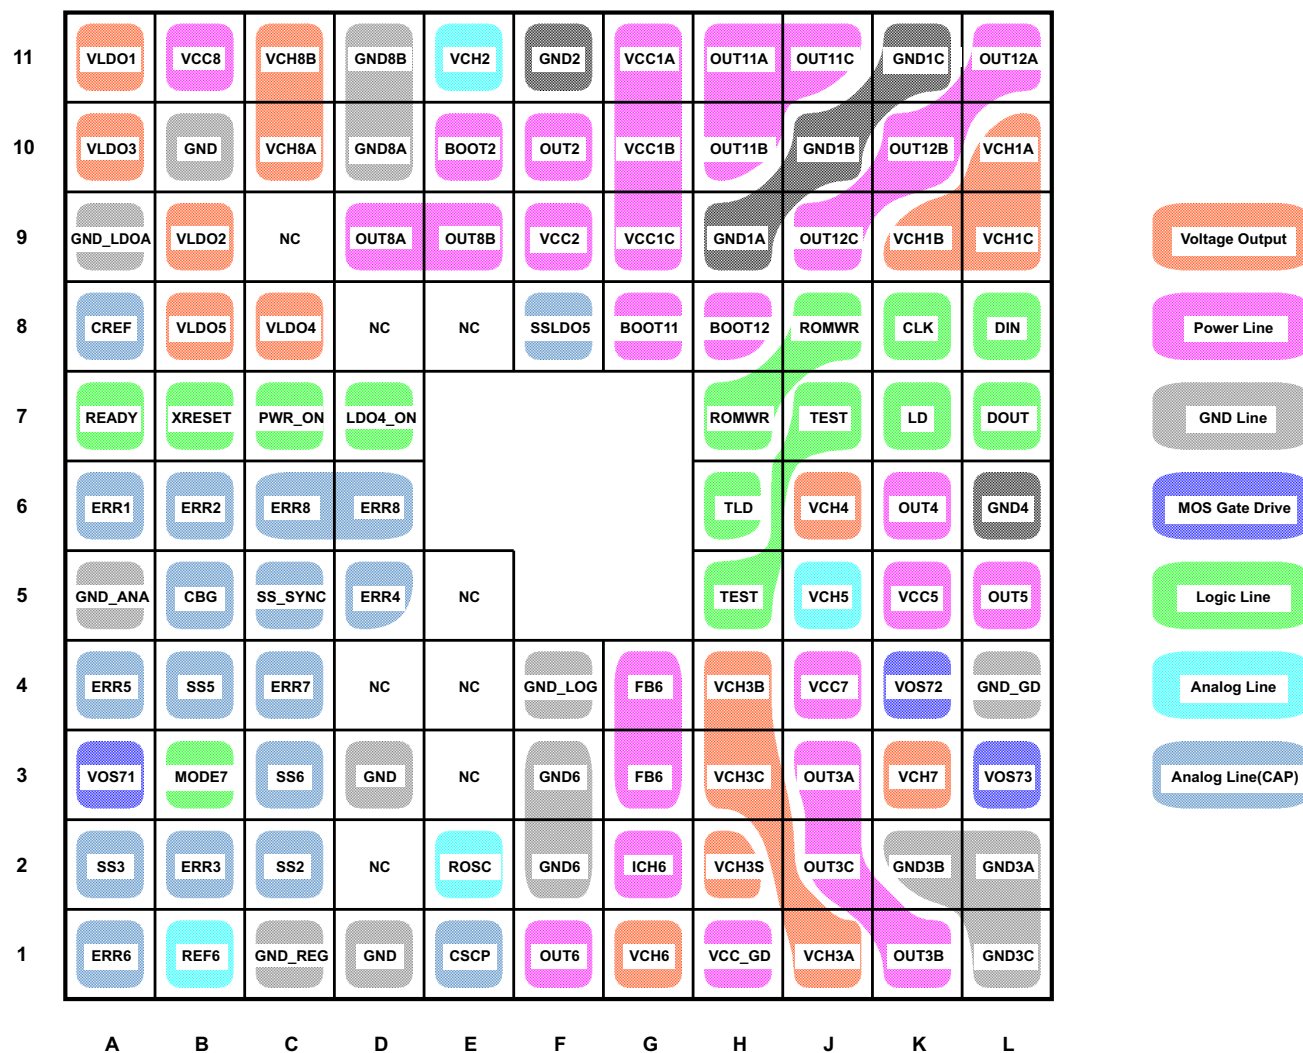 11 VLDO1 VCC8 VCH8B GND8B VCH2 GND2 VCC1A OUT11A OUT11C GND1C OUT12A
10 VLDO3 GND VCH8A GND8A BOOT2 OUT2 VCC1B OUT11B GND1B OUT12B VCH1A
9 GND_LDOA VLDO2 NC OUT8A OUT8B VCC2 VCC1C GND1A OUT12C VCH1B VCH1C Voltage Output
8 CREF VLDO5 VLDO4 NC NC SSLDO5 BOOT11 BOOT12 ROMWR CLK DIN Power Line
7 READY XRESET PWR_ON LDO4_ON ROMWR TEST LD DOUT GND Line
6 ERR1 ERR2 ERR8 ERR8 TLD VCH4 OUT4 GND4 MOS Gate Drive
5 GND_ANA CBG SS_SYNC ERR4 NC TEST VCH5 VCC5 OUT5 Logic Line
4 ERR5 SS5 ERR7 NC NC GND_LOG FB6 VCH3B VCC7 VOS72 GND_GD Analog Line
3 VOS71 MODE7 SS6 GND NC GND6 FB6 VCH3C OUT3A VCH7 VOS73 Analog Line(CAP)
2 SS3 ERR3 SS2 NC ROSC GND6 ICH6 VCH3S OUT3C GND3B GND3A
1 ERR6 REF6 GND_REG GND CSCP OUT6 VCH6 VCC_GD VCH3A OUT3B GND3C
A B C D E F G H J K L